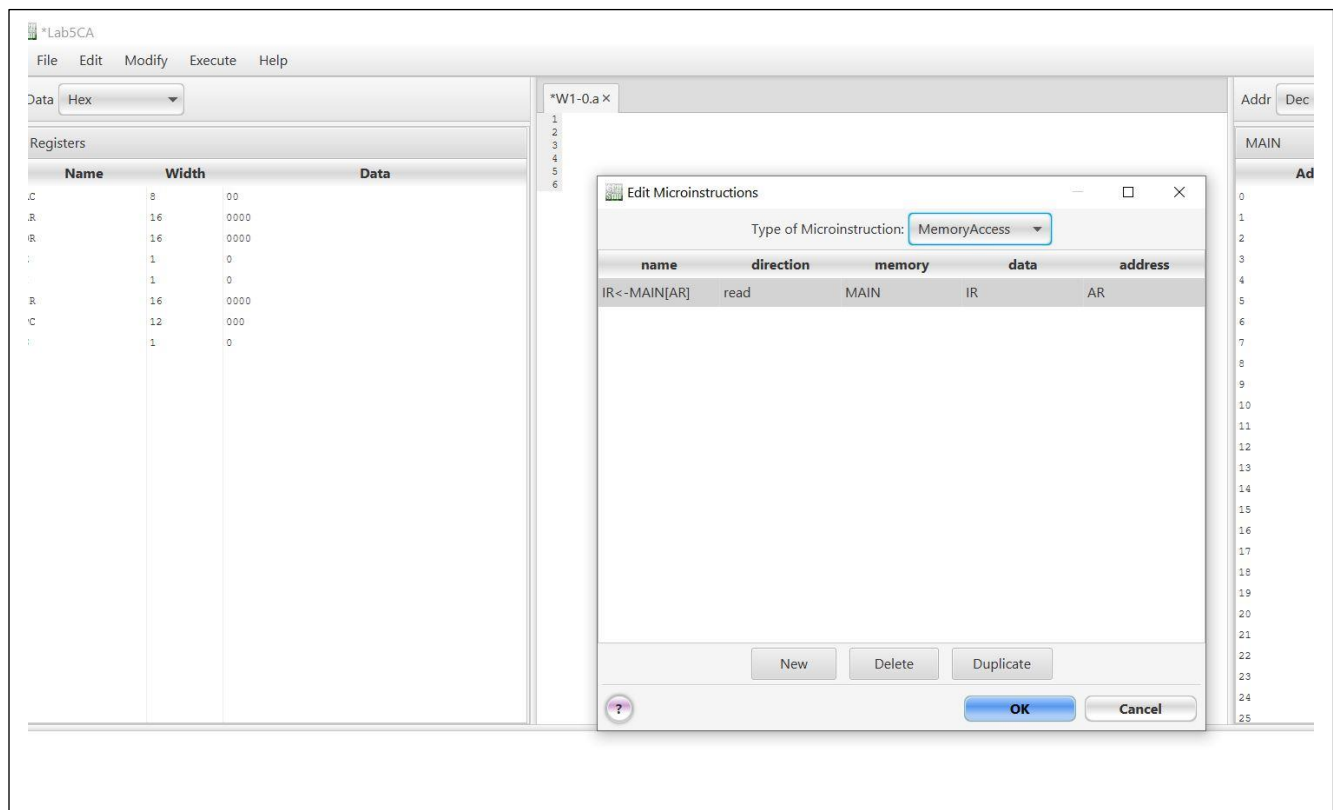 *Lab5CA
File Edit Modify Execute Help
Data Hex
*W1-0.a ×
Addr Dec
Registers
MAIN
Name Width Data
Ad
.C 8 00
.R 16 0000
R 16 0000
1 0
1 0
R 16 0000
C 12 000
1 0
1
2
3
4
5
6
Edit Microinstructions
Type of Microinstruction: MemoryAccess
name direction memory data address
IR<-MAIN[AR] read MAIN IR AR
New Delete Duplicate
? OK Cancel
0
1
2
3
4
5
6
7
8
9
10
11
12
13
14
15
16
17
18
19
20
21
22
23
24
25